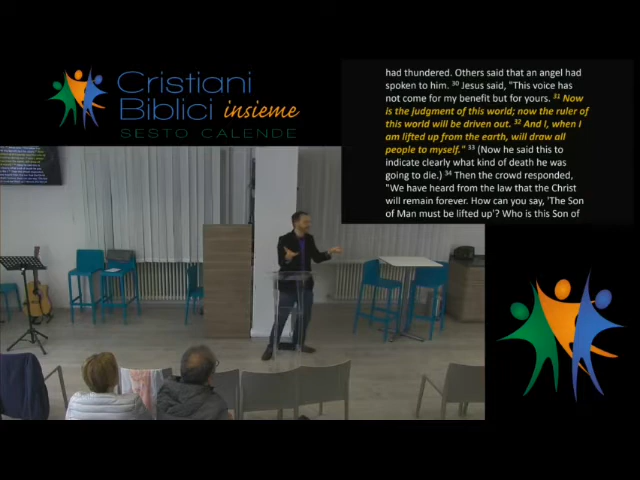 Cristiani
Biblici insieme
SESTO CALENDE
had thundered. Others said that an angel had
spoken to him. 30 Jesus said, "This voice has
not come for my benefit but for yours. 31 Now
is the judgment of this world; now the ruler of
this world will be driven out. 32 And I, when I
am lifted up from the earth, will draw all
people to myself." 33 (Now he said this to
indicate clearly what kind of death he was
going to die.) 34 Then the crowd responded,
"We have heard from the law that the Christ
will remain forever. How can you say, 'The Son
of Man must be lifted up'? Who is this Son of